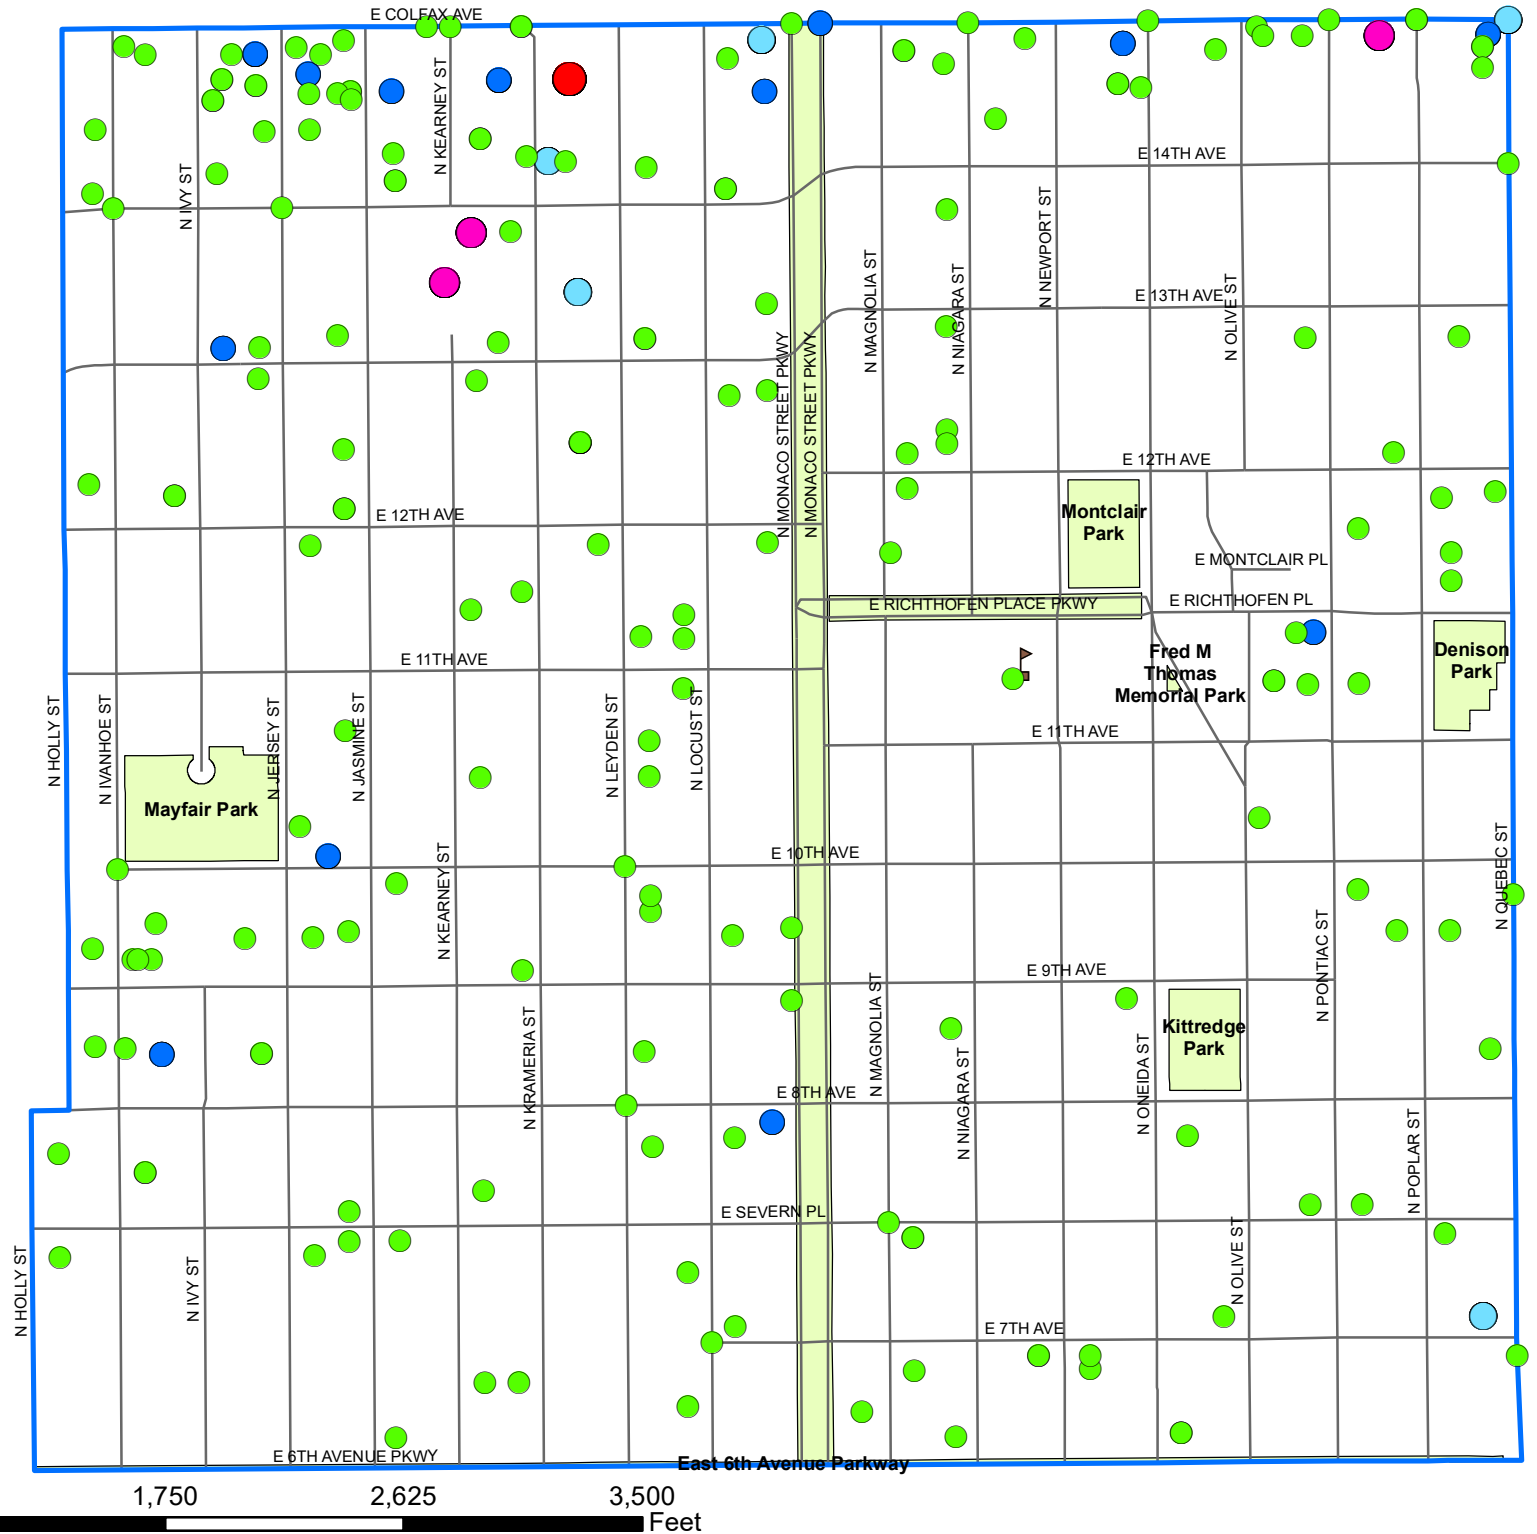 E COLFAX AVE
N KEARNEY ST
E 14TH AVE
N IVY ST
N NEWPORT ST
N MAGNOLIA ST
N NIAGARA ST
E 13TH AVE
N OLIVE ST
N MONACO STREET PKWY
N MONACO STREET PKWY
E 12TH AVE
Montclair
Park
E 12TH AVE
E MONTCLAIR PL
E RICHTHOFEN PLACE PKWY
E RICHTHOFEN PL
E 11TH AVE
Fred M
Thomas
Memorial Park
Denison
Park
N HOLLY ST
N IVANHOE ST
N JERSEY ST
N JASMINE ST
N LEYDEN ST
N LOCUST ST
E 11TH AVE
Mayfair Park
E 10TH AVE
N KEARNEY ST
N QUEBEC ST
N PONTIAC ST
E 9TH AVE
N MAGNOLIA ST
N KRAMERIA ST
Kittredge
Park
N NIAGARA ST
N ONEIDA ST
E 8TH AVE
N POPLAR ST
E SEVERN PL
N HOLLY ST
N IVY ST
N OLIVE ST
E 7TH AVE
E 6TH AVENUE PKWY
East 6th Avenue Parkway
1,750 2,625 3,500
Feet